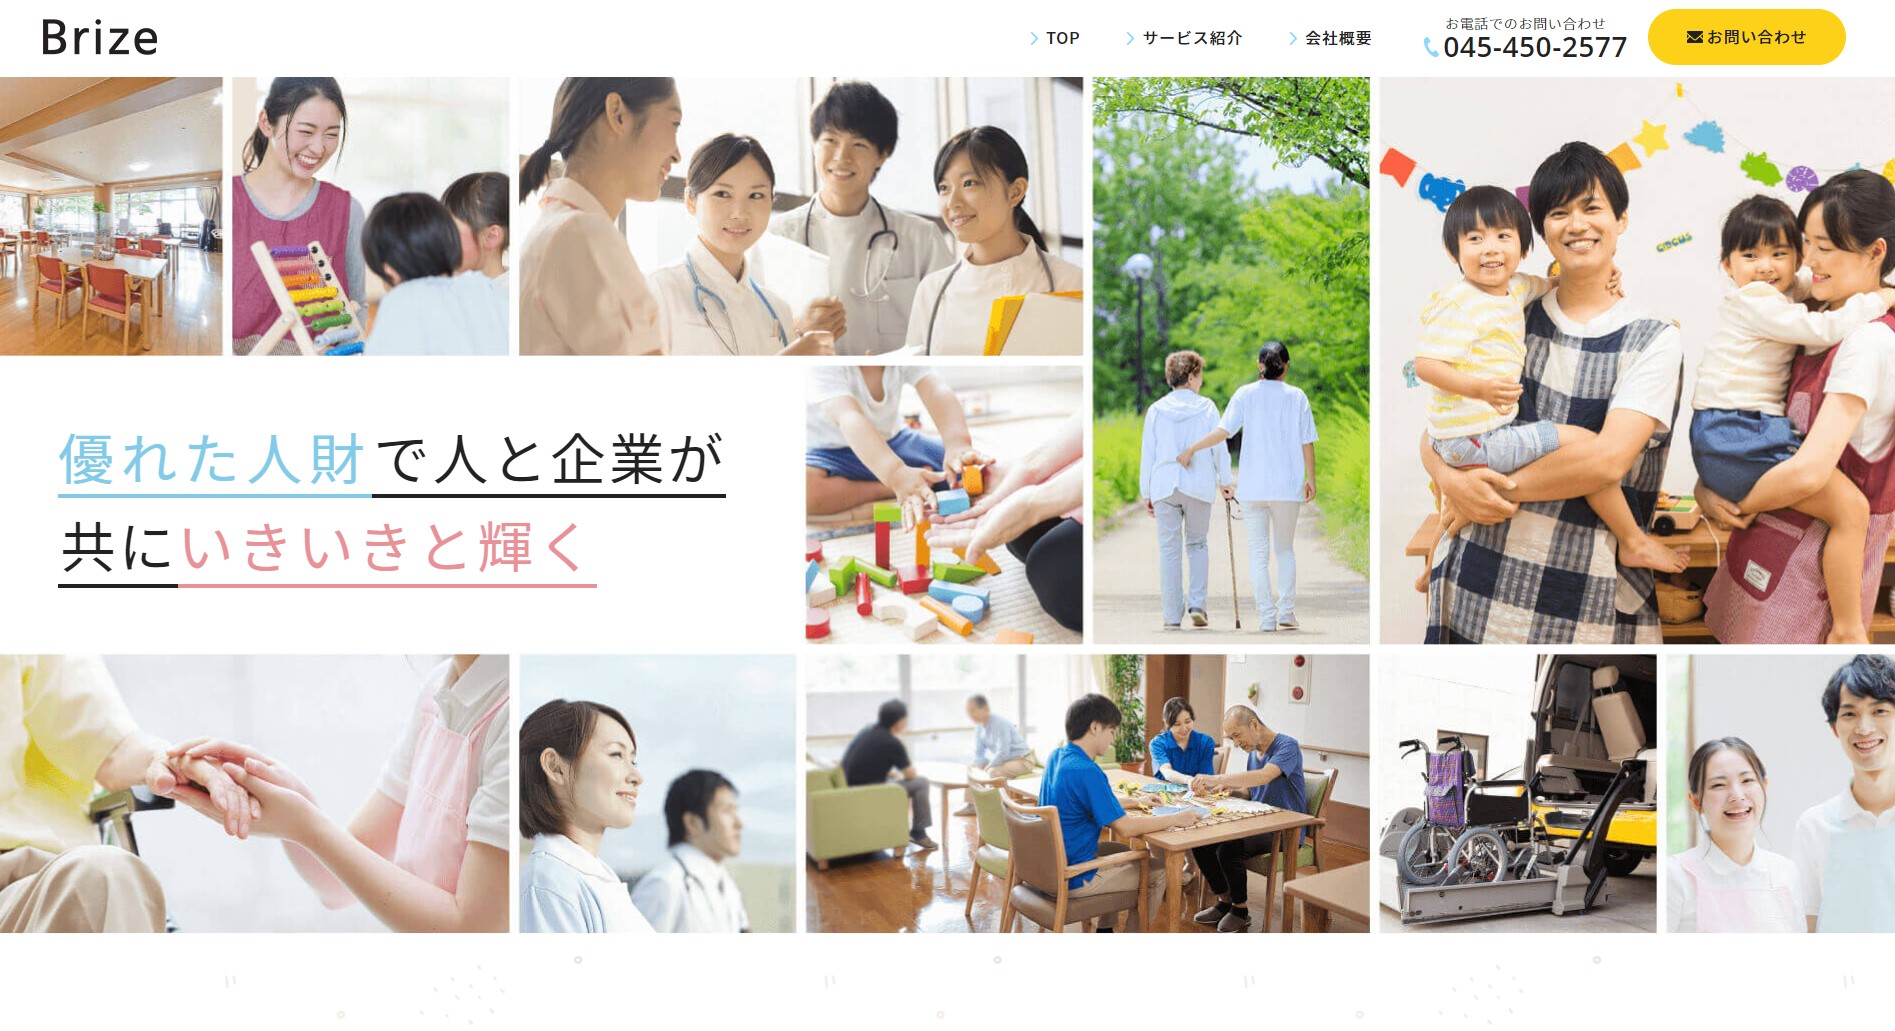 Brize
TOP
サービス紹介
会社概要
お電話でのお問い合わせ
045-450-2577
お問い合わせ
CIRCUS
優れた人財で人と企業が
共にいきいきと輝く